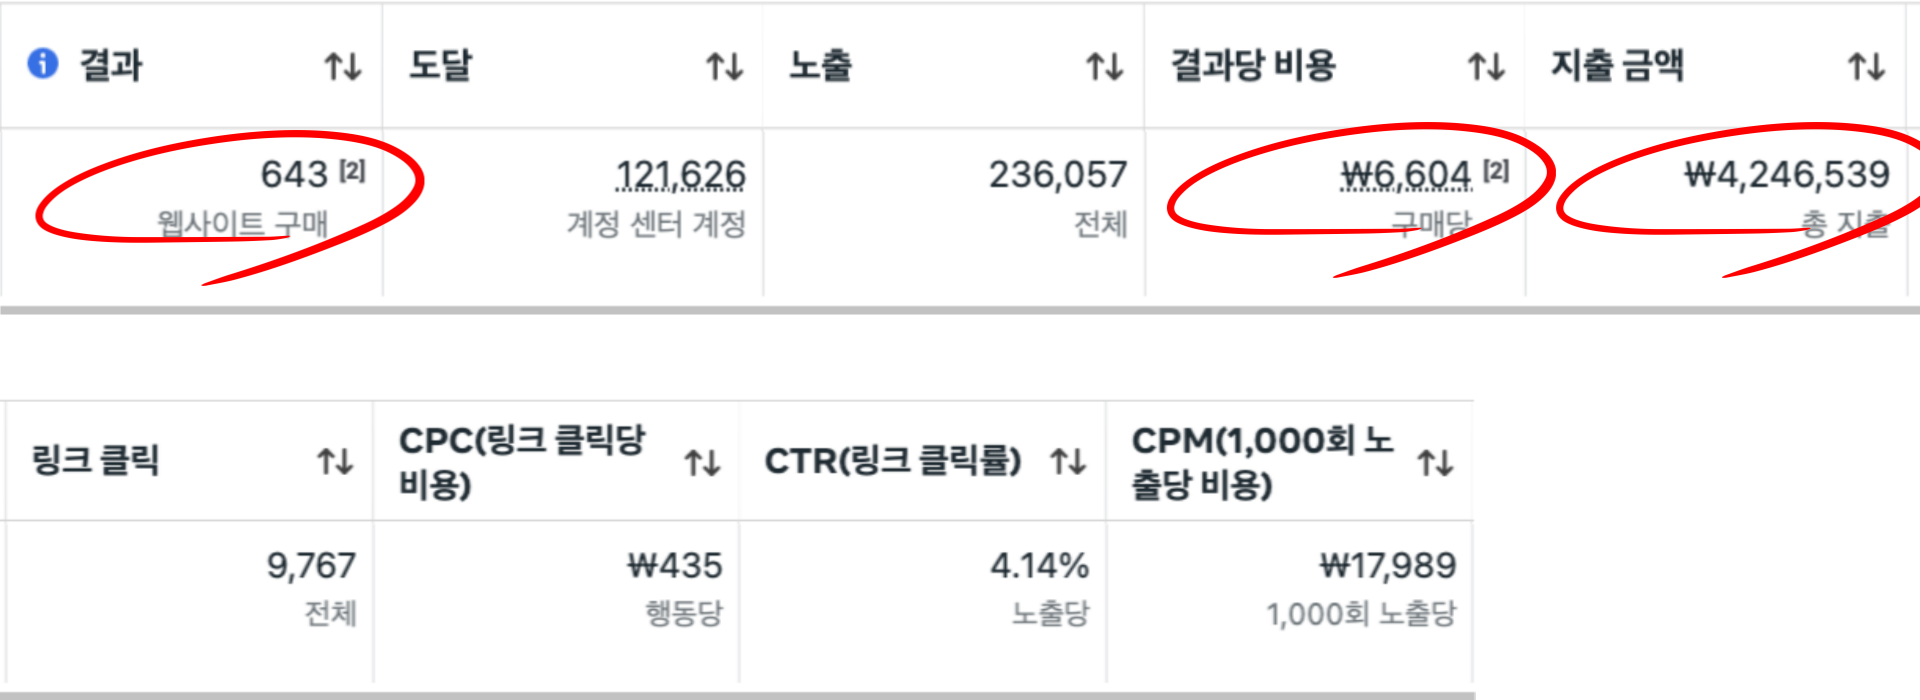 결과
도달
노출
결과당 비용
지출 금액
643 [2]
웹사이트 구매
121,626
계정 센터 계정
236,057
전체
₩6,604 [2]
구매당
₩4,246,539
총 지출
링크 클릭
CPC(링크 클릭당
비용)
CTR(링크 클릭률)
CPM(1,000회 노
출당 비용)
9,767
전체
₩435
행동당
4.14%
노출당
₩17,989
1,000회 노출당